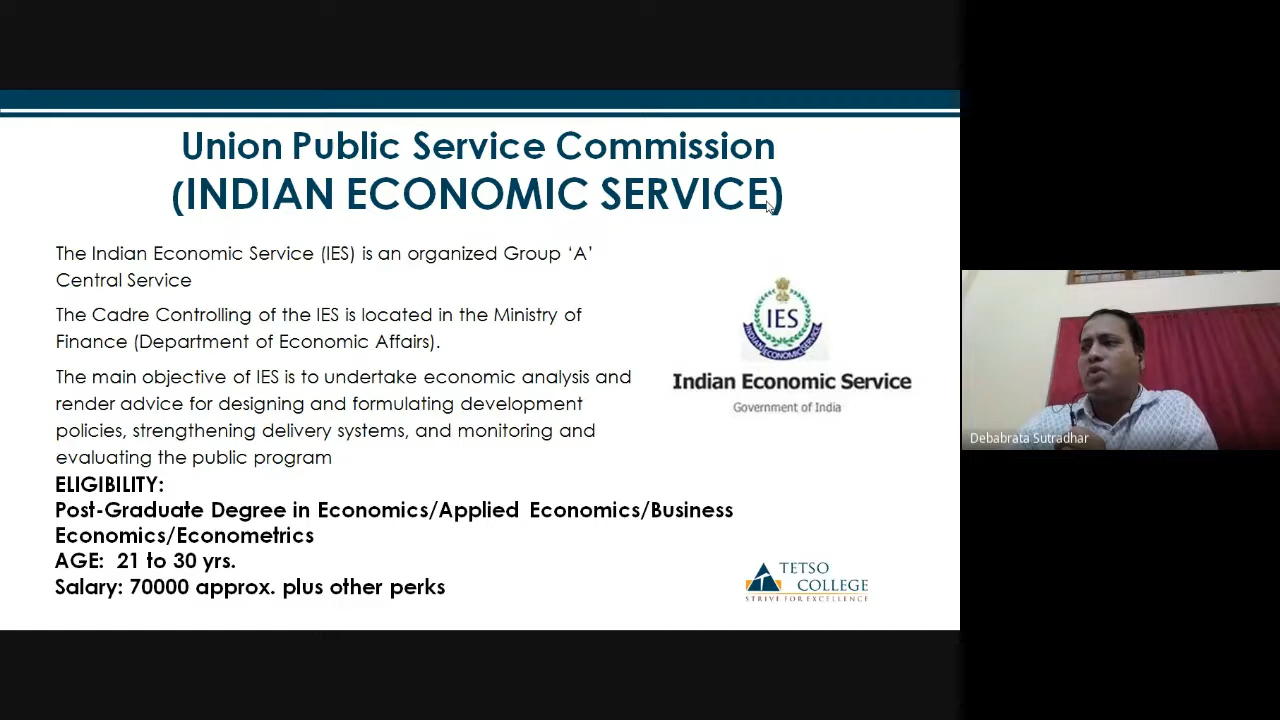 Union Public Service Commission
(INDIAN ECONOMIC SERVICE)
The Indian Economic Service (IES) is an organized Group ‘A’
Central Service
The Cadre Controlling of the IES is located in the Ministry of
Finance (Department of Economic Affairs).
The main objective of IES is to undertake economic analysis and
render advice for designing and formulating development
policies, strengthening delivery systems, and monitoring and
evaluating the public program
ELIGIBILITY:
Post-Graduate Degree in Economics/Applied Economics/Business
Economics/Econometrics
AGE: 21 to 30 yrs.
Salary: 70000 approx. plus other perks
IES
INDIAN ECONOMIC SERVICE
Indian Economic Service
Government of India
TETSO
COLLEGE
STRIVE FOR EXCELLENCE
Debabrata Sutradhar